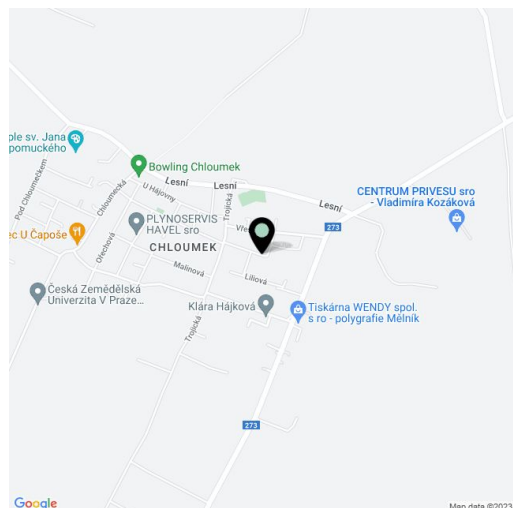 ple sv. Jana
pomuckého
Bowling Chloumek
Lesní
Lesní
Lesní
Pod Chloumečkem
Chloumecká
U Hájovny
Trojická
CENTRUM PRIVESU sro
- Vladimíra Kozáková
PLYNOSERVIS
HAVEL sro
273
ec U Čapoše
Ořechová
CHLOUMEK
Malinová
Liliová
Česká Zemědělská
Univerzita V Praze...
Klára Hájková
Tiskárna WENDY spol.
s ro - polygrafie Mělník
Trojická
273
Google
Map data ©2023